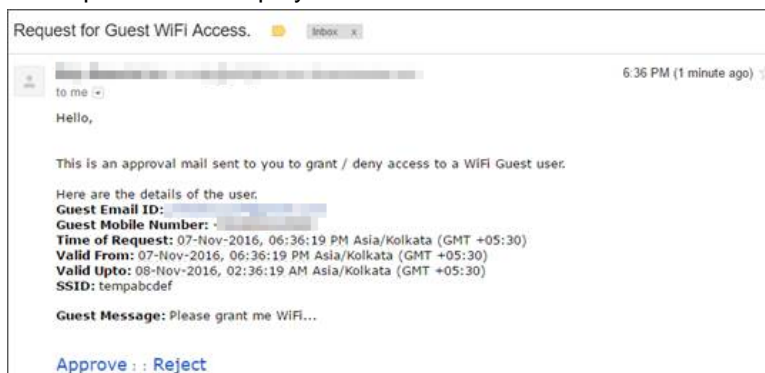 Request for Guest WiFi Access.
Inbox x
6:36 PM (1 minute ago)
to me
Hello,
This is an approval mail sent to you to grant / deny access to a WiFi Guest user.
Here are the details of the user.
Guest Email ID:
Guest Mobile Number:
Time of Request: 07-Nov-2016, 06:36:19 PM Asia/Kolkata (GMT +05:30)
Valid From: 07-Nov-2016, 06:36:19 PM Asia/Kolkata (GMT +05:30)
Valid Upto: 08-Nov-2016, 02:36:19 AM Asia/Kolkata (GMT +05:30)
SSID: tempabcdef
Guest Message: Please grant me WiFi...
Approve : : Reject